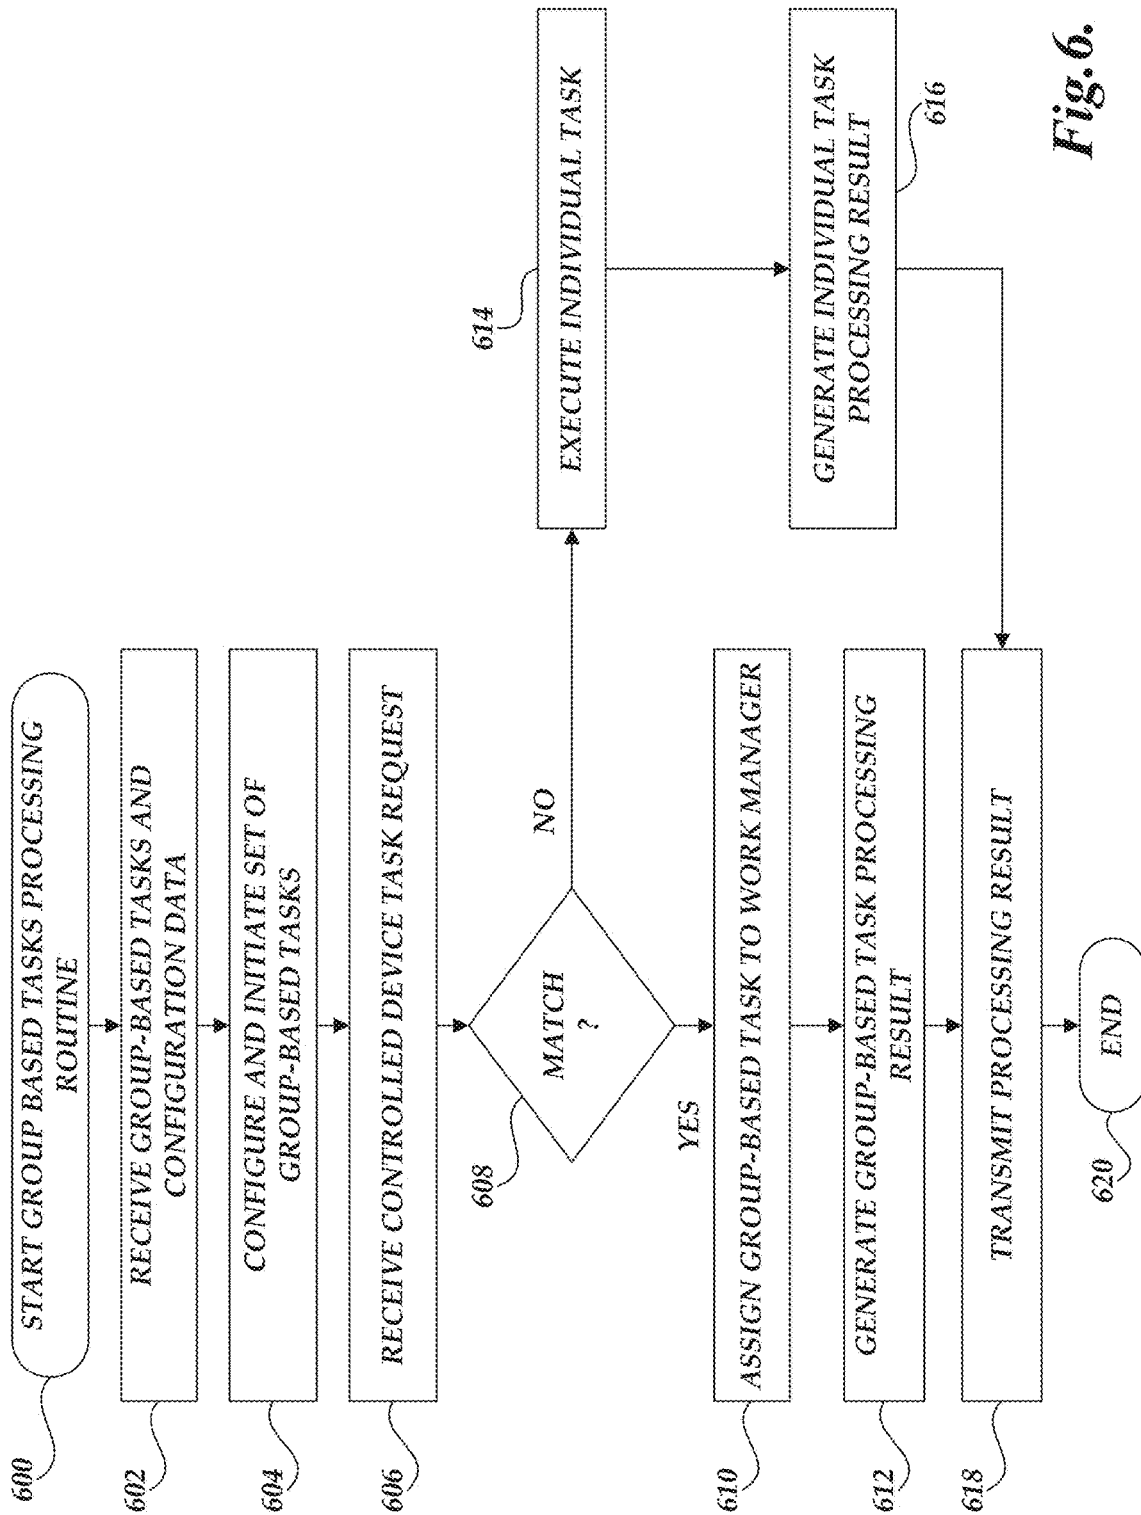 600
START GROUP BASED TASKS PROCESSING
ROUTINE
602
RECEIVE GROUP-BASED TASKS AND
CONFIGURATION DATA
604
CONFIGURE AND INITIATE SET OF
GROUP-BASED TASKS
606
RECEIVE CONTROLLED DEVICE TASK REQUEST
608
MATCH
?
NO
614
EXECUTE INDIVIDUAL TASK
GENERATE INDIVIDUAL TASK
PROCESSING RESULT
616
YES
610
ASSIGN GROUP-BASED TASK TO WORK MANAGER
612
GENERATE GROUP-BASED TASK PROCESSING
RESULT
618
TRANSMIT PROCESSING RESULT
620
END
Fig.6.